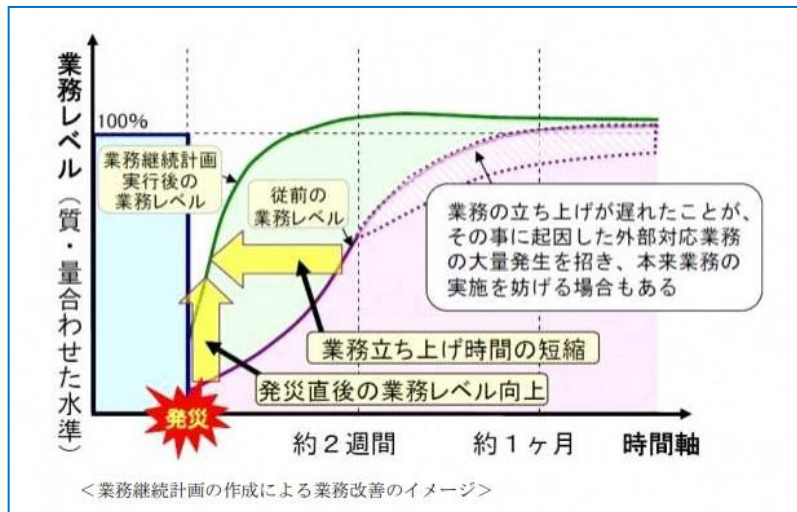 業務レベル（質・量合わせた水準）
100%
業務継続計画
実行後の
業務レベル
従前の
業務レベル
業務の立ち上げが遅れたことが、
その事に起因した外部対応業務
の大量発生を招き、本来業務の
実施を妨げる場合もある
業務立ち上げ時間の短縮
発災直後の業務レベル向上
発災
約２週間
約１ヶ月
時間軸
＜業務継続計画の作成による業務改善のイメージ＞